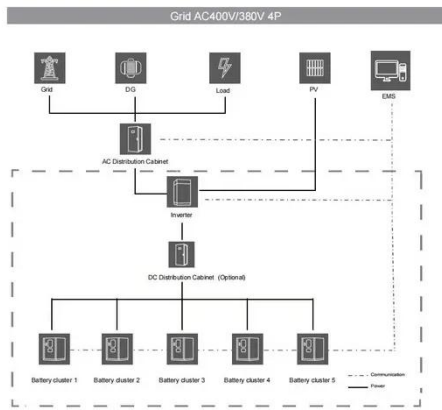 Grid AC400V/380V 4P
Grid DG Load PV EMS
AC Distribution Cabinet
Inverter
DC Distribution Cabinet (Optional)
Battery cluster 1 Battery cluster 2 Battery cluster 3 Battery cluster 4 Battery cluster 5
Communication
Power